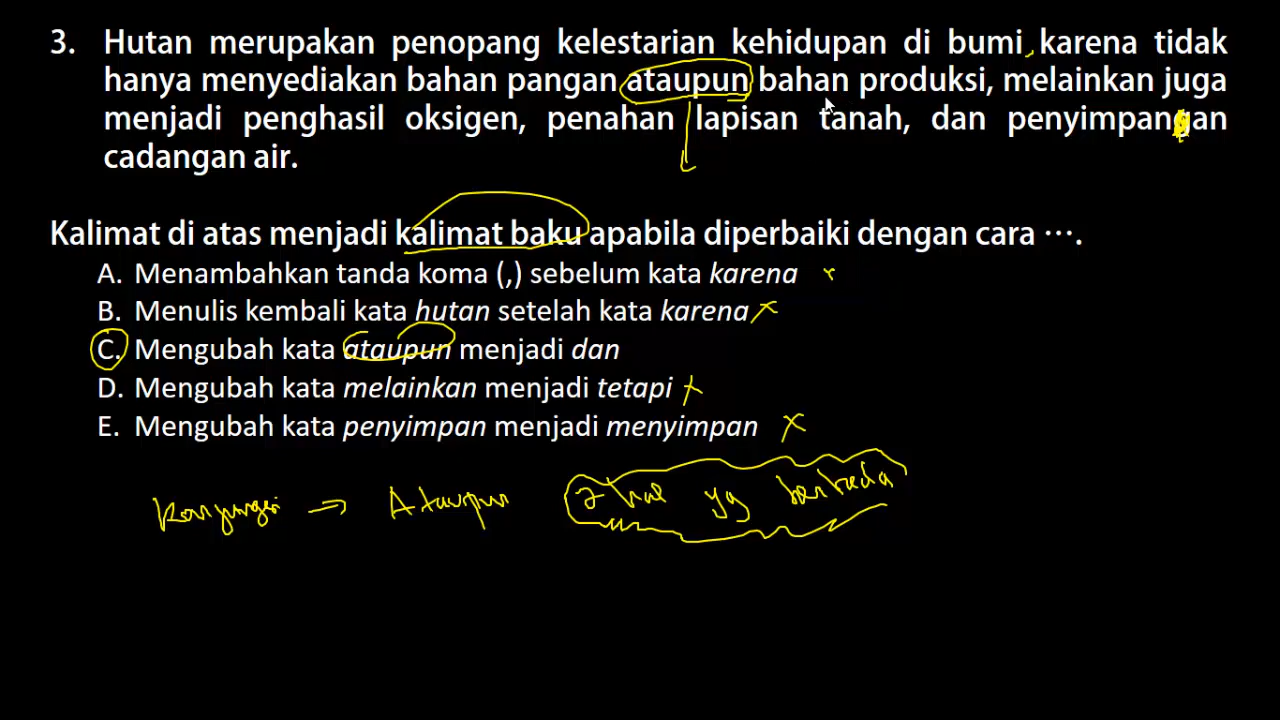 3. Hutan merupakan penopang kelestarian kehidupan di bumi, karena tidak
hanya menyediakan bahan pangan ataupun bahan produksi, melainkan juga
menjadi penghasil oksigen, penahan lapisan tanah, dan penyimpangan
cadangan air.
Kalimat di atas menjadi kalimat baku apabila diperbaiki dengan cara ….
A. Menambahkan tanda koma (,) sebelum kata karena x
B. Menulis kembali kata hutan setelah kata karena x
C. Mengubah kata ataupun menjadi dan
D. Mengubah kata melainkan menjadi tetapi x
E. Mengubah kata penyimpan menjadi menyimpan x
Konjungsi → Ataupun 2 hal yg berbeda